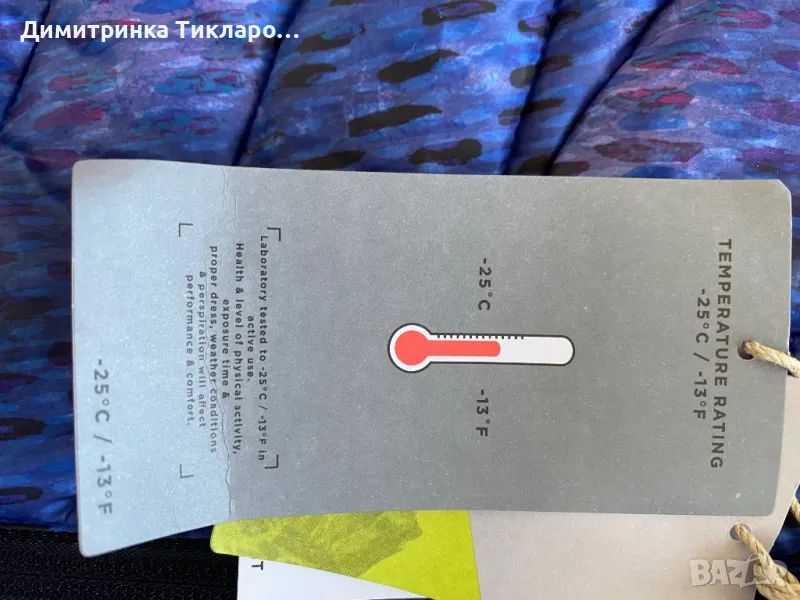 Димитринка Тикларо...
TEMPERATURE RATING
-25°C / -13°F
-25°C
-13°F
Laboratory tested to -25°C / -13°F in
active use.
Health & level of physical activity,
exposure time &
proper dress, weather conditions
& perspiration will affect
performance & comfort.
-25°C / -13°F
T
BAZAR